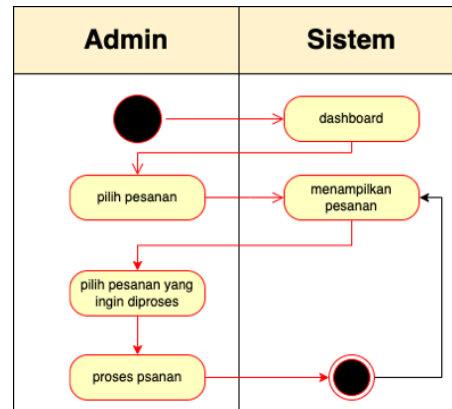 Admin
Sistem
dashboard
pilih pesanan
menampilkan
pesanan
pilih pesanan yang
ingin diproses
proses psanan